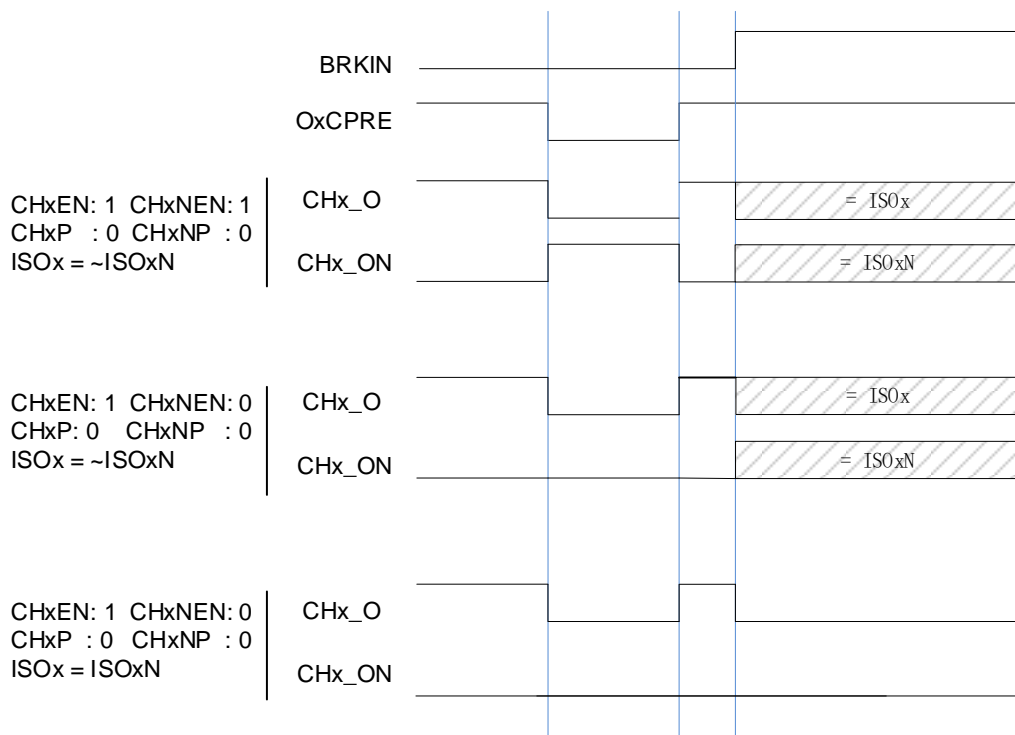 BRKIN
OxCPRE
CHxEN: 1 CHxNEN: 1
CHxP : 0 CHxNP : 0
ISOx = ~ISOxN
CHx_O
= ISOx
CHx_ON
= ISOxN
CHxEN: 1 CHxNEN: 0
CHxP: 0 CHxNP : 0
ISOx = ~ISOxN
CHx_O
= ISOx
CHx_ON
= ISOxN
CHxEN: 1 CHxNEN: 0
CHxP : 0 CHxNP : 0
ISOx = ISOxN
CHx_O
CHx_ON